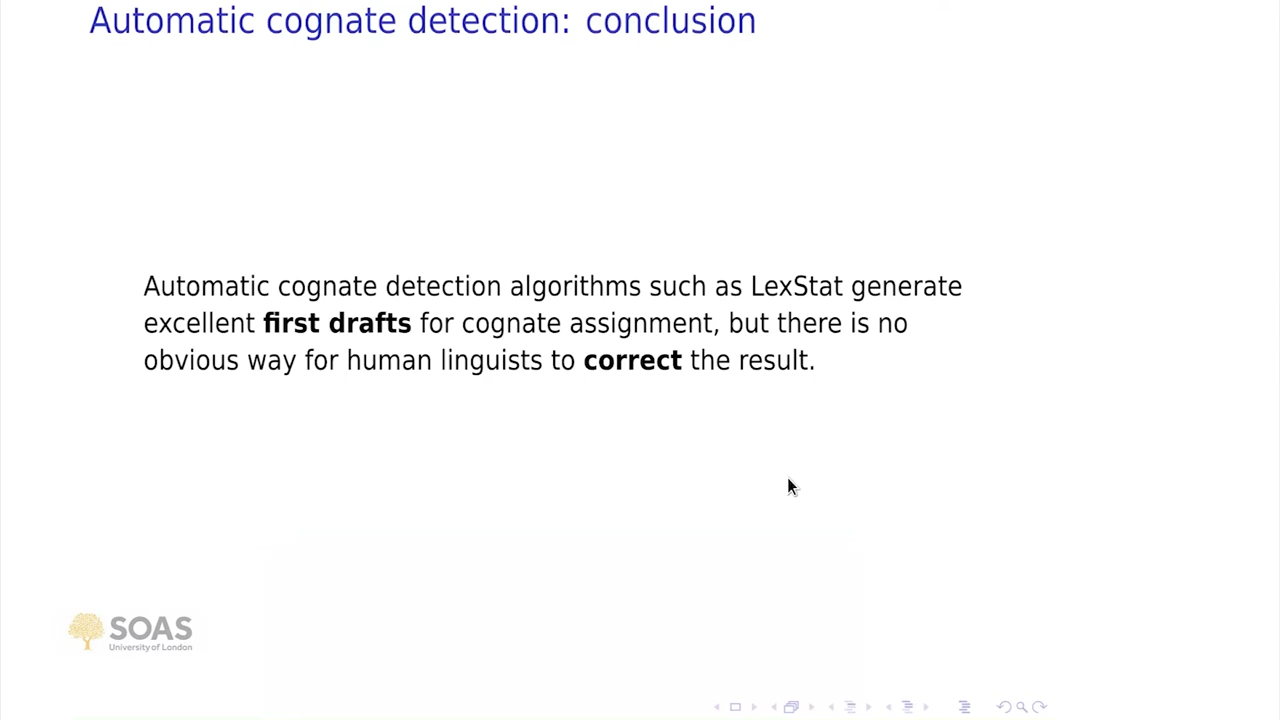 Automatic cognate detection: conclusion
Automatic cognate detection algorithms such as LexStat generate
excellent first drafts for cognate assignment, but there is no
obvious way for human linguists to correct the result.
SOAS
University of London